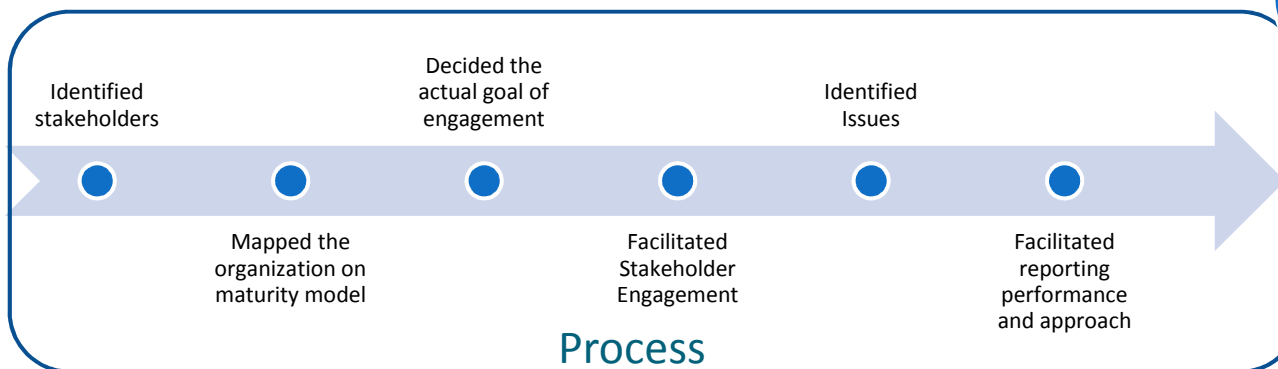 Identified
stakeholders
Mapped the
organization on
maturity model
Decided the
actual goal of
engagement
Facilitated
Stakeholder
Engagement
Identified
Issues
Facilitated
reporting
performance
and approach
Process